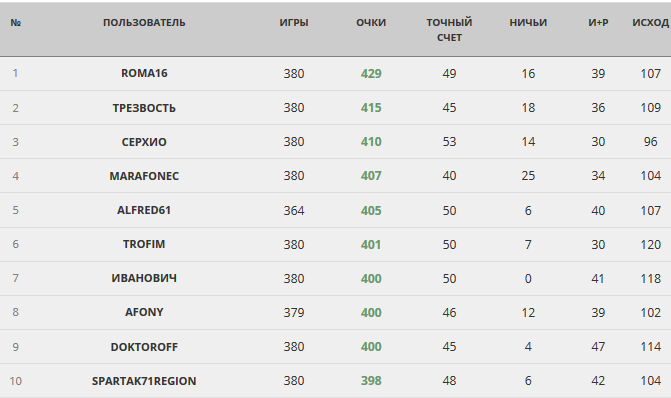 № ПОЛЬЗОВАТЕЛЬ ИГРЫ ОЧКИ ТОЧНЫЙ СЧЕТ НИЧЬИ И+Р ИСХОД
1 ROMA16 380 429 49 16 39 107
2 ТРЕЗВОСТЬ 380 415 45 18 36 109
3 СЕРХИО 380 410 53 14 30 96
4 MARAFONEC 380 407 40 25 34 104
5 ALFRED61 364 405 50 6 40 107
6 TROFIM 380 401 50 7 30 120
7 ИВАНОВИЧ 380 400 50 0 41 118
8 AFONY 379 400 46 12 39 102
9 DOKTOROFF 380 400 45 4 47 114
10 SPARTAK71REGION 380 398 48 6 42 104